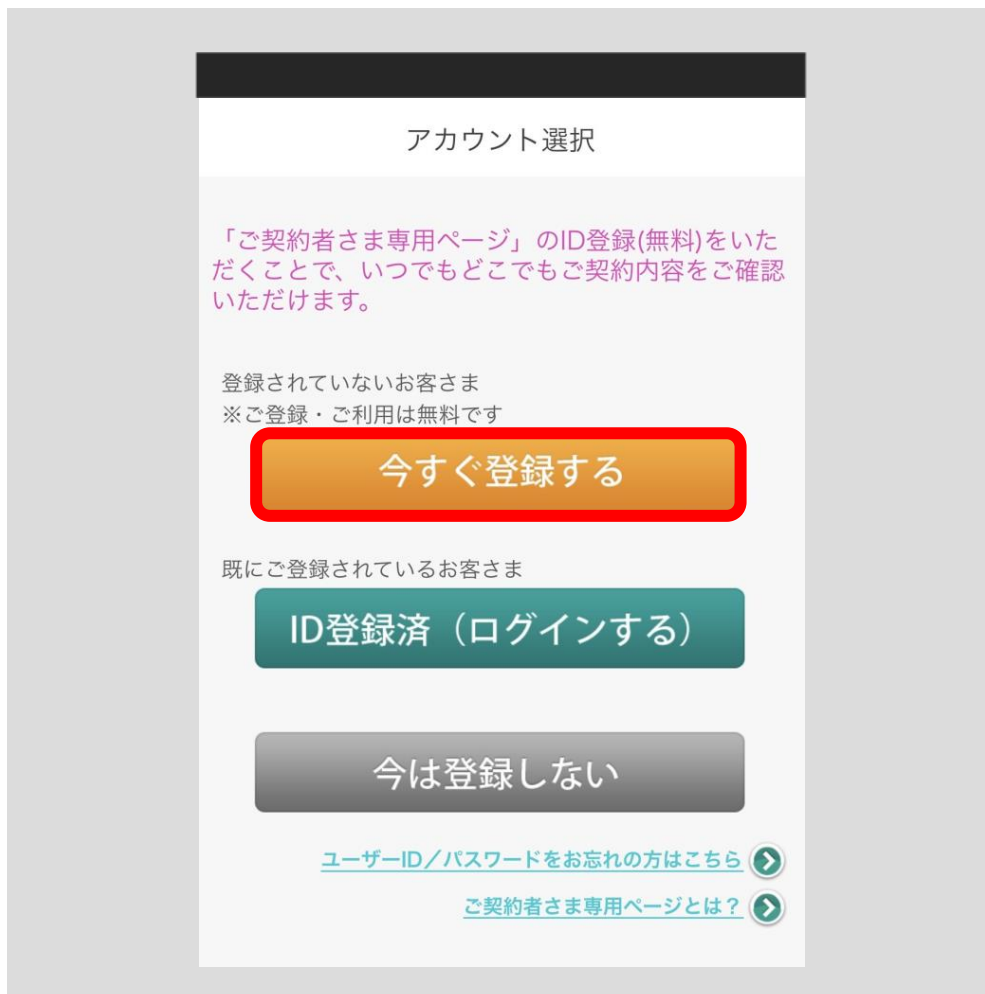 アカウント選択
「ご契約者さま専用ページ」のID登録(無料)をいた
だくことで、いつでもどこでもご契約内容をご確認
いただけます。
登録されていないお客さま
※ご登録・ご利用は無料です
今すぐ登録する
既にご登録されているお客さま
ID登録済（ログインする）
今は登録しない
ユーザーID／パスワードをお忘れの方はこちら
ご契約者さま専用ページとは？